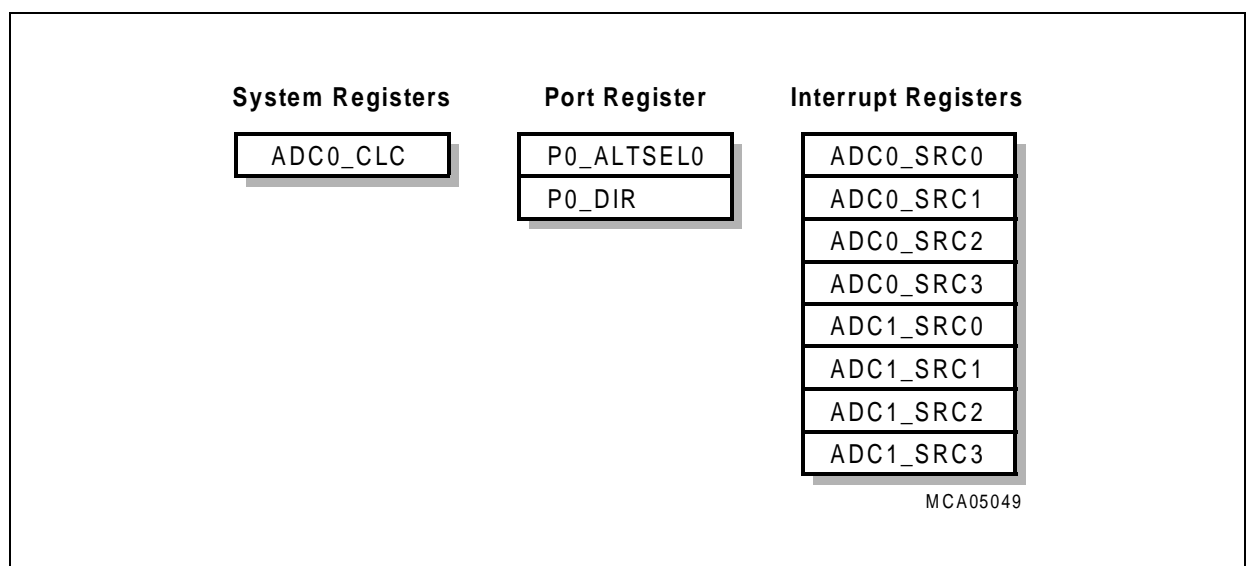 System Registers
ADC0_CLC
Port Register
P0_ALTSEL0
P0_DIR
Interrupt Registers
ADC0_SRC0
ADC0_SRC1
ADC0_SRC2
ADC0_SRC3
ADC1_SRC0
ADC1_SRC1
ADC1_SRC2
ADC1_SRC3
MCA05049